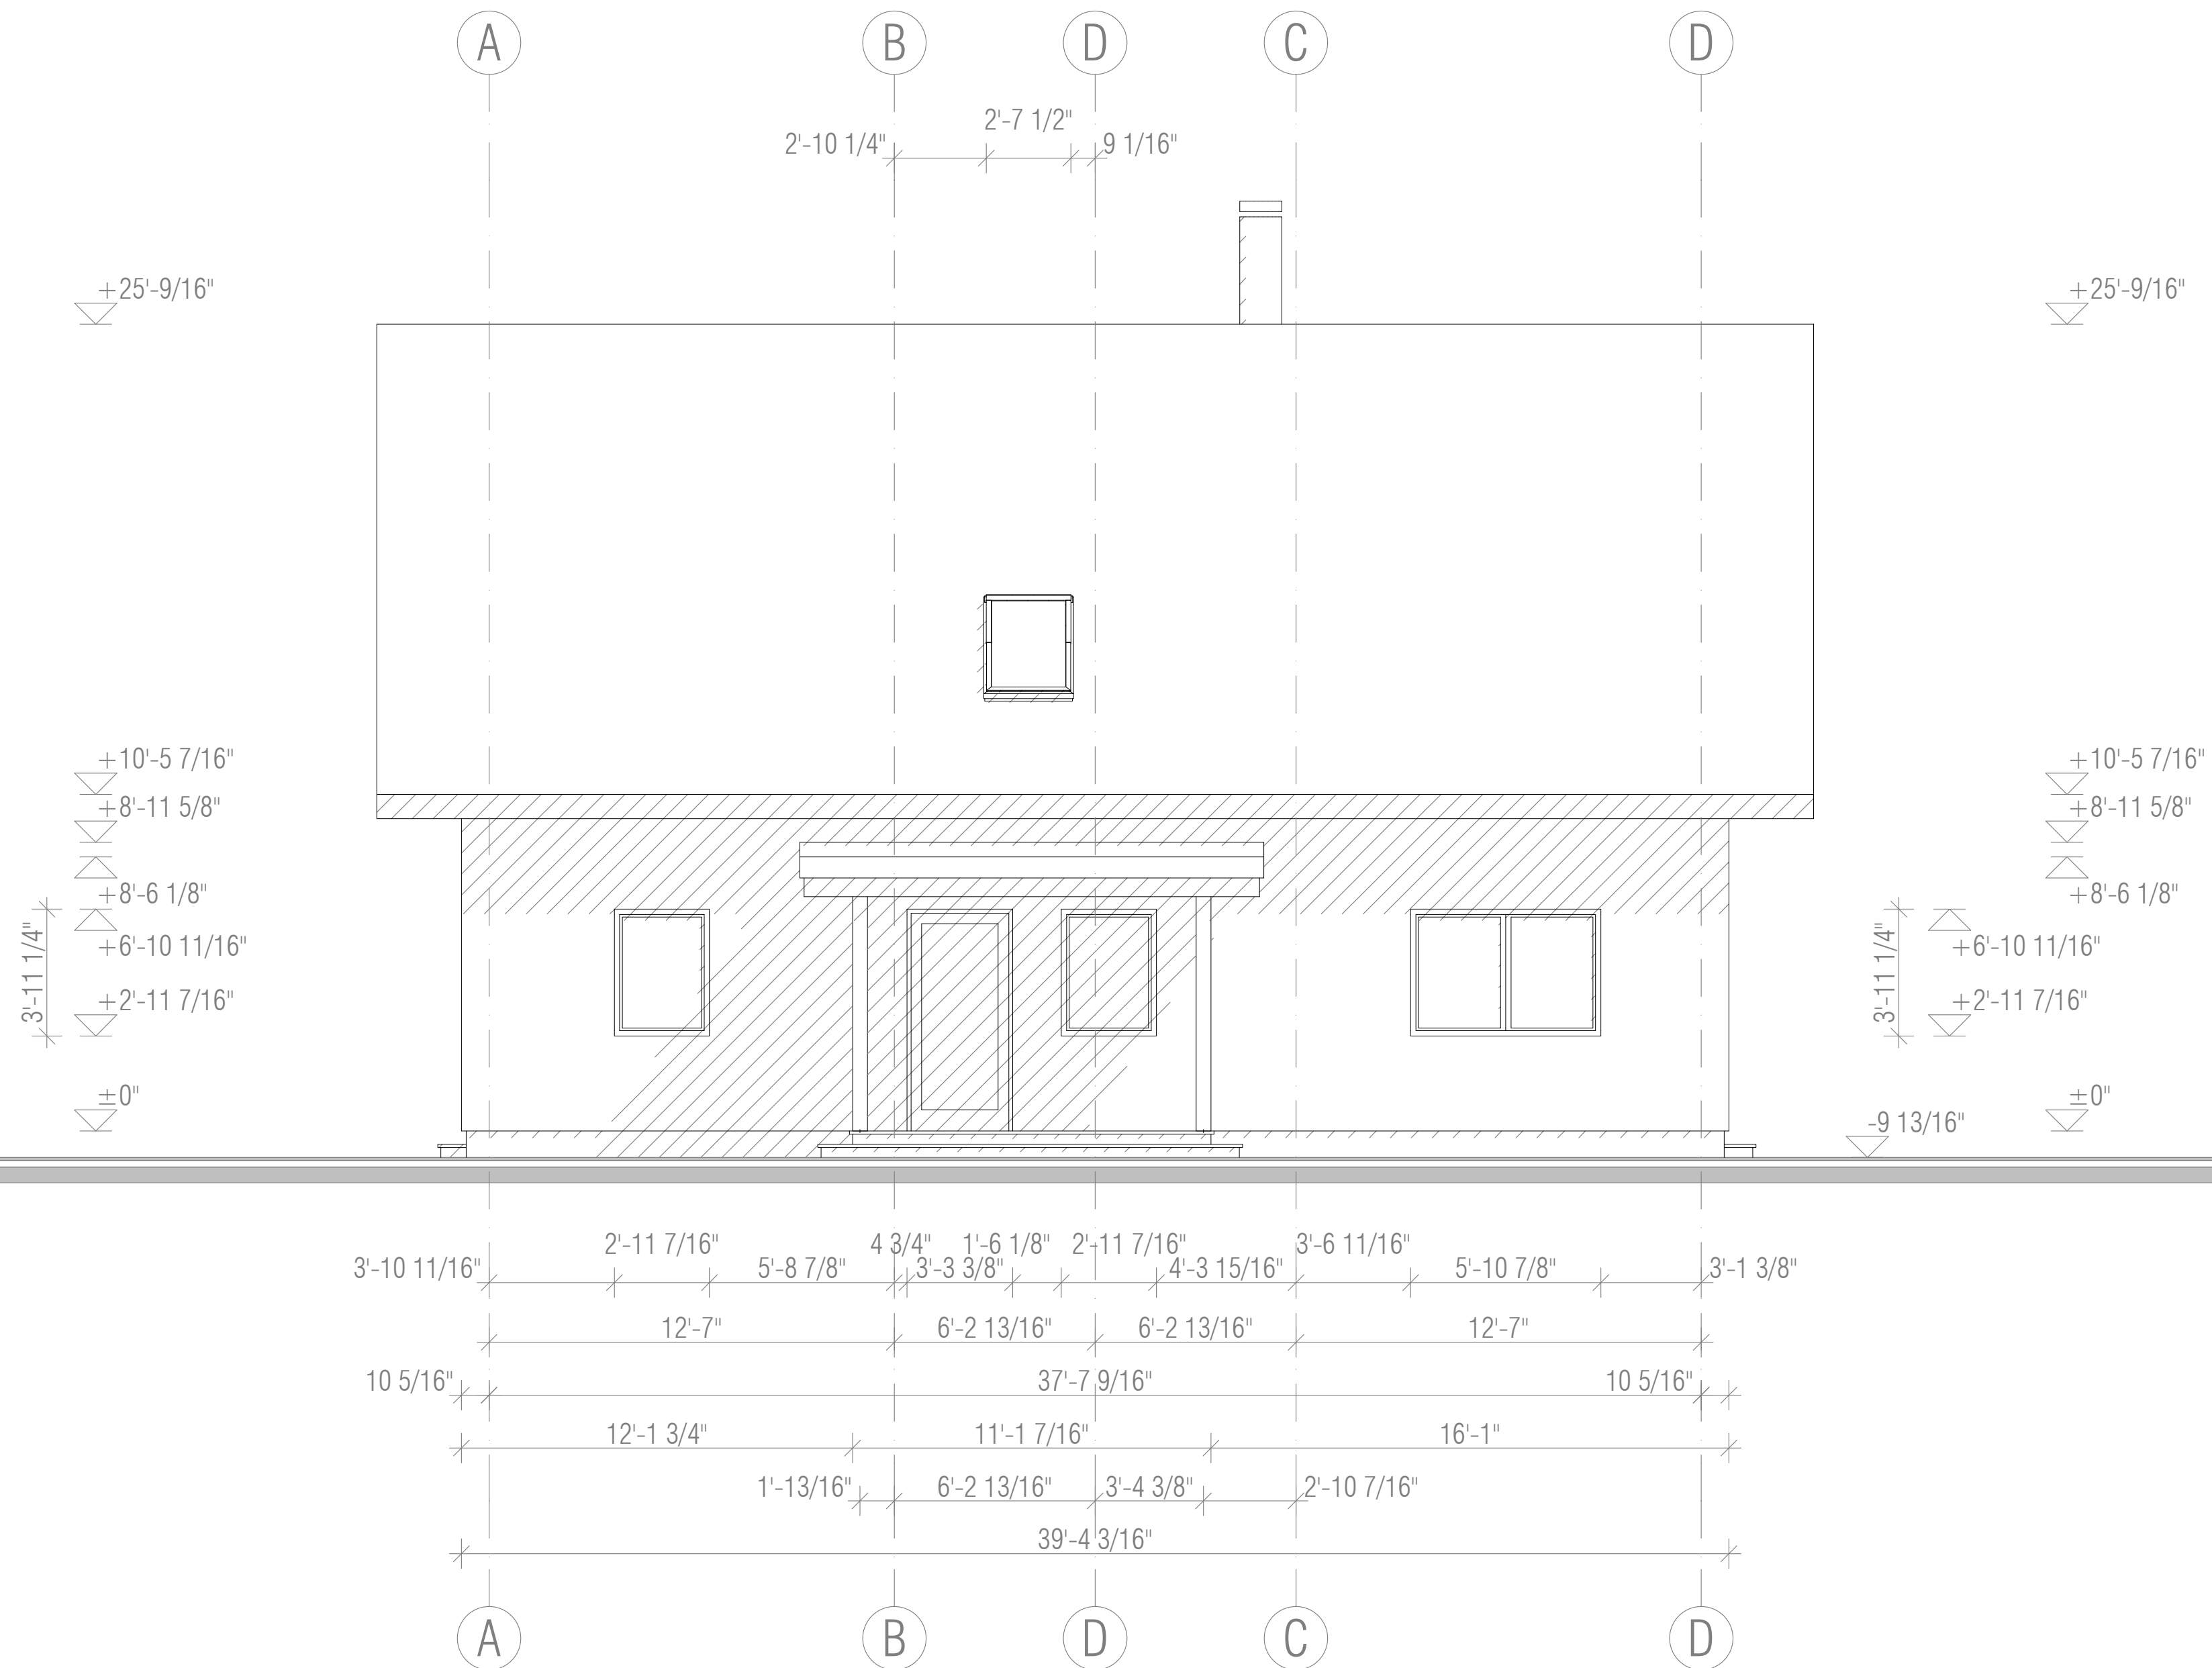 A B D C D
2'-7 1/2"
2'-10 1/4" 9 1/16"
+25'-9/16" +25'-9/16"
+10'-5 7/16" +10'-5 7/16"
+8'-11 5/8" +8'-11 5/8"
+8'-6 1/8" +8'-6 1/8"
3'-11 1/4" +6'-10 11/16" 3'-11 1/4" +6'-10 11/16"
+2'-11 7/16" +2'-11 7/16"
±0" ±0"
-9 13/16"
2'-11 7/16" 4 3/4" 1'-6 1/8" 2'-11 7/16" 3'-6 11/16"
3'-10 11/16" 5'-8 7/8" 3'-3 3/8" 4'-3 15/16" 5'-10 7/8" 3'-1 3/8"
12'-7" 6'-2 13/16" 6'-2 13/16" 12'-7"
10 5/16" 37'-7 9/16" 10 5/16"
12'-1 3/4" 11'-1 7/16" 16'-1"
1'-13/16" 6'-2 13/16" 3'-4 3/8" 2'-10 7/16"
39'-4 3/16"
A B D C D